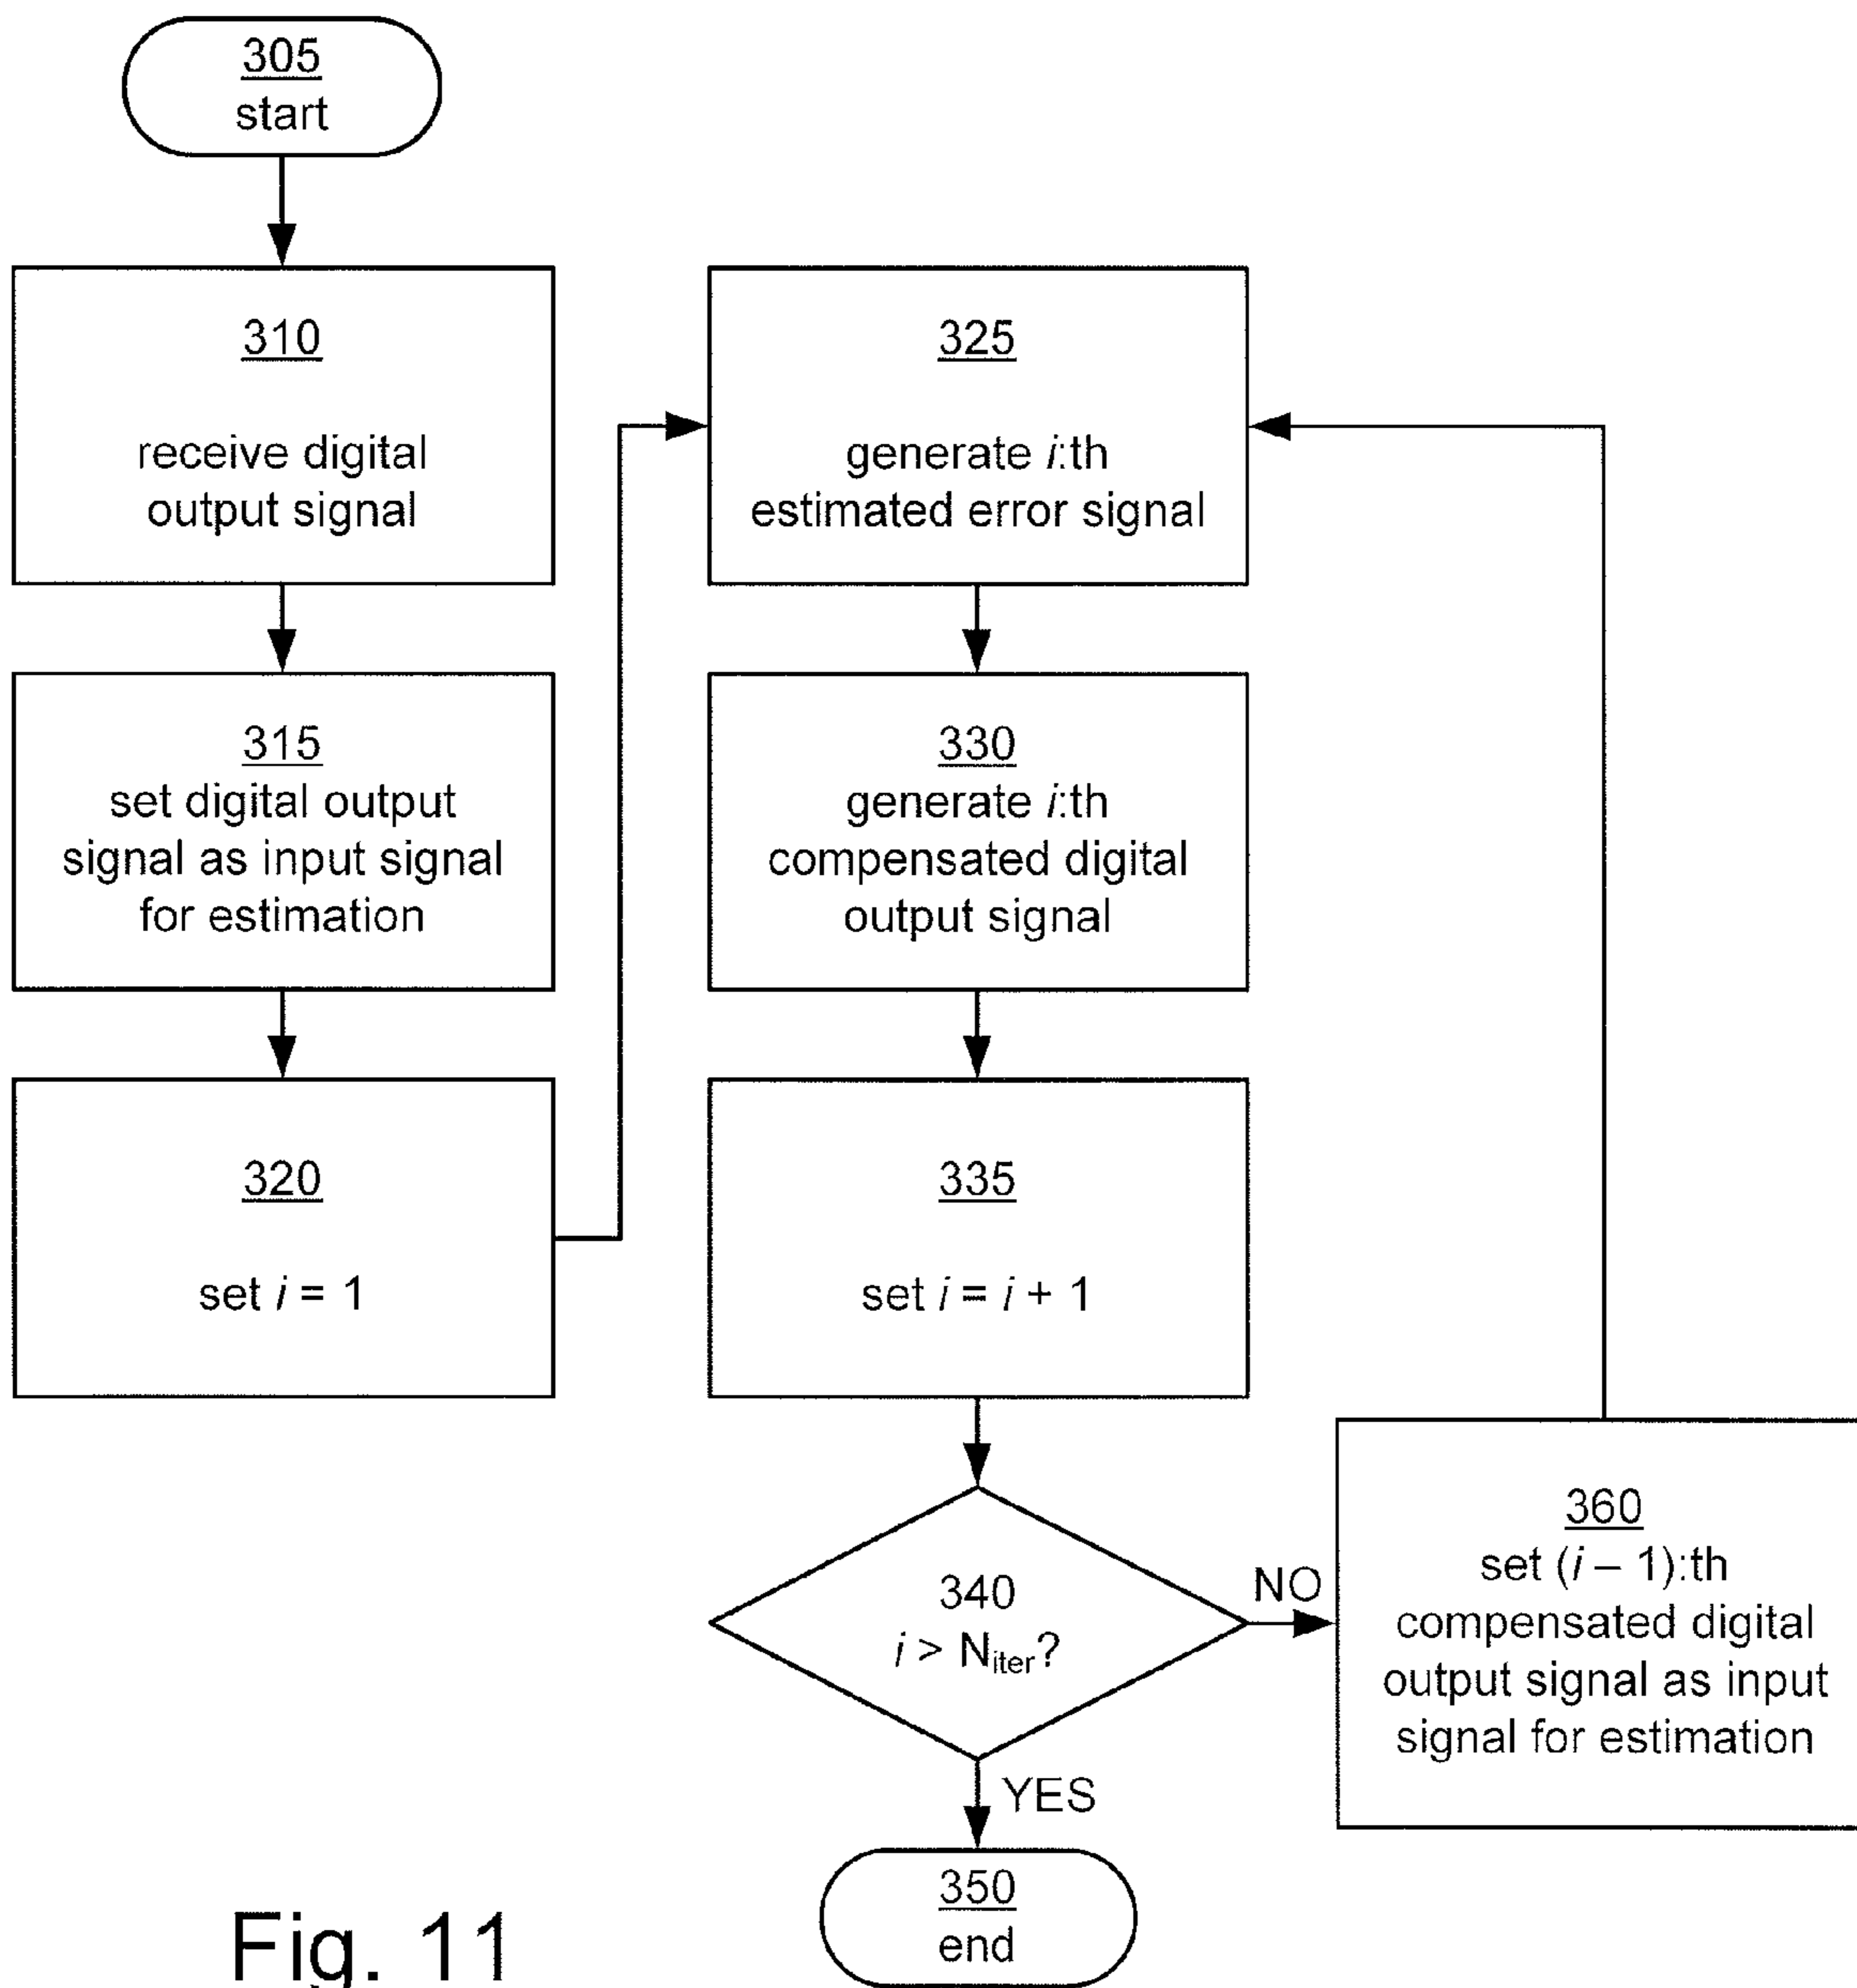 305
start
310
receive digital
output signal
315
set digital output
signal as input signal
for estimation
320
set i = 1
325
generate i:th
estimated error signal
330
generate i:th
compensated digital
output signal
335
set i = i + 1
340
i > Niter?
NO
YES
360
set (i – 1):th
compensated digital
output signal as input
signal for estimation
350
end
Fig. 11